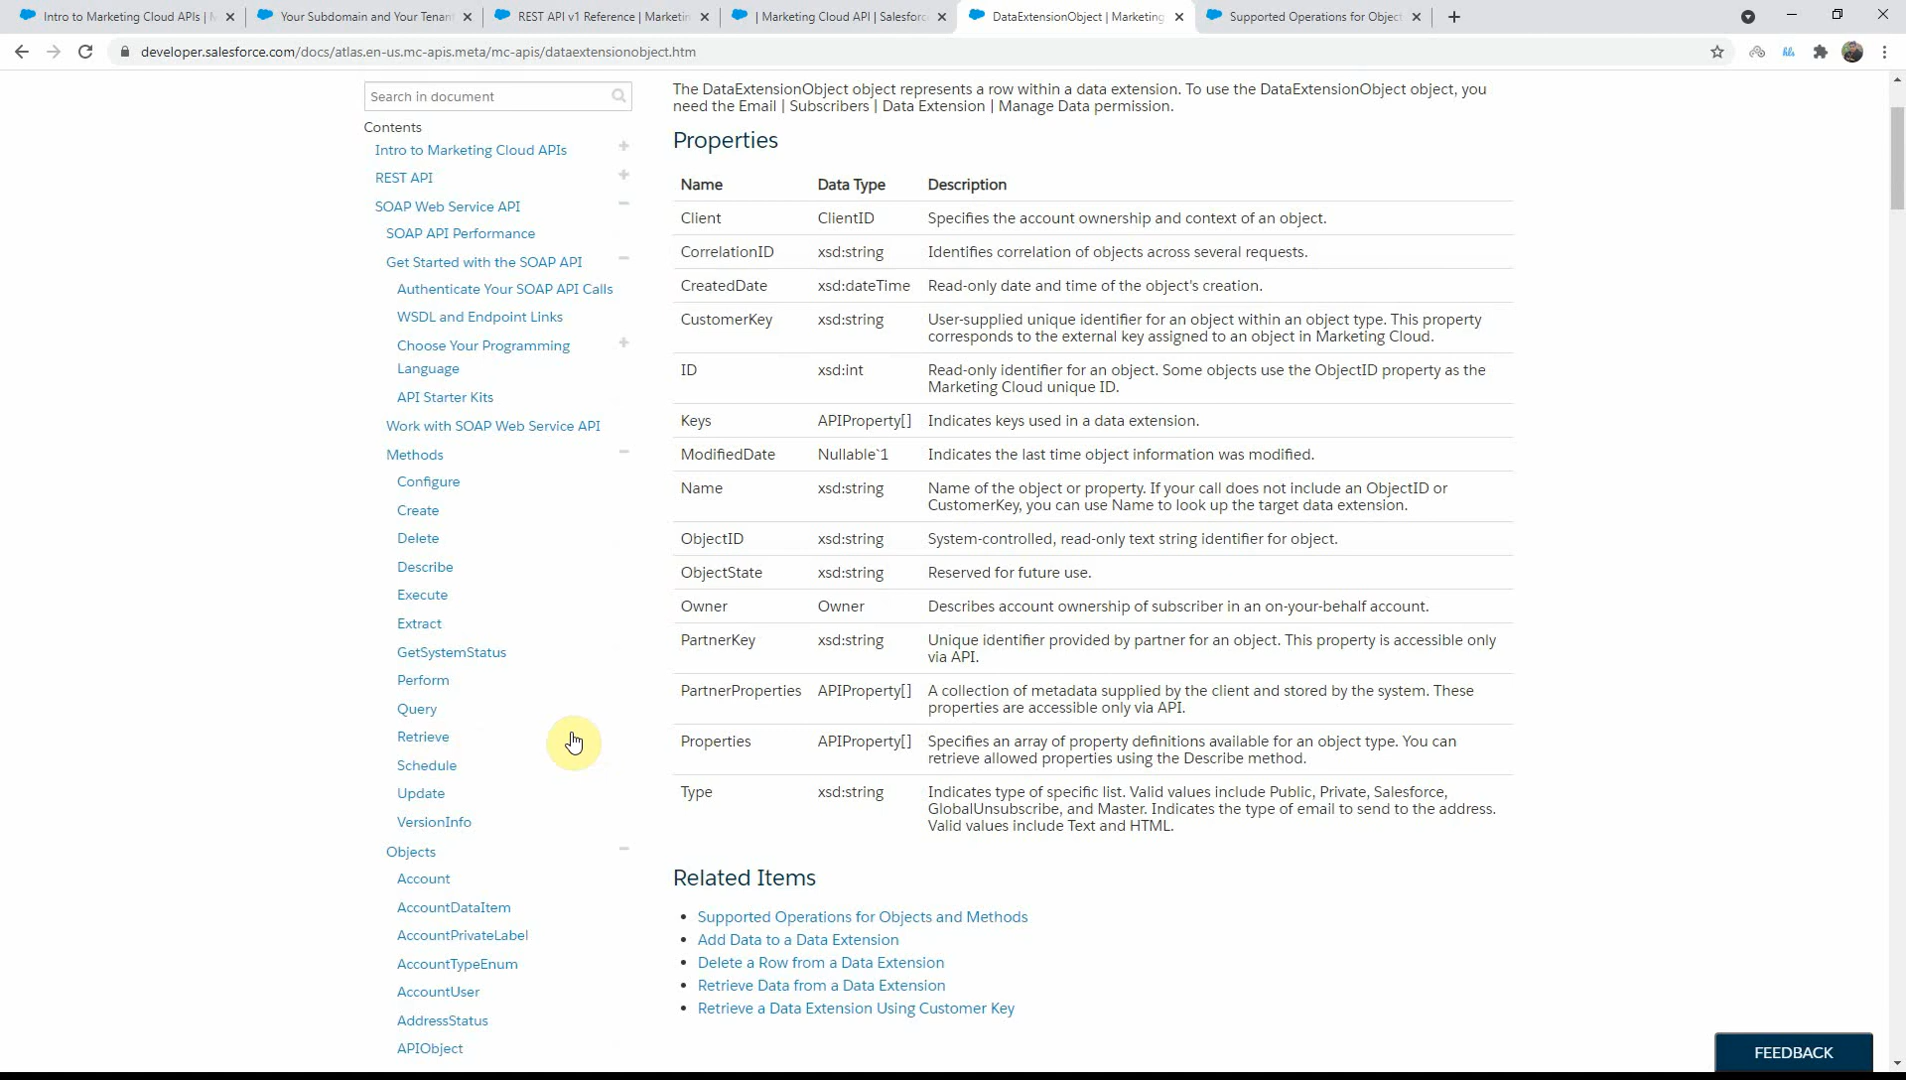 Intro to Marketing Cloud APIs | M
Your Subdomain and Your Tenant
REST API v1 Reference | Marketin
| Marketing Cloud API | Salesforc
DataExtensionObject | Marketing
Supported Operations for Object
developer.salesforce.com/docs/atlas.en-us.mc-apis.meta/mc-apis/dataextensionobject.htm
Search in document
Contents
Intro to Marketing Cloud APIs
REST API
SOAP Web Service API
SOAP API Performance
Get Started with the SOAP API
Authenticate Your SOAP API Calls
WSDL and Endpoint Links
Choose Your Programming
Language
API Starter Kits
Work with SOAP Web Service API
Methods
Configure
Create
Delete
Describe
Execute
Extract
GetSystemStatus
Perform
Query
Retrieve
Schedule
Update
VersionInfo
Objects
Account
AccountDataItem
AccountPrivateLabel
AccountTypeEnum
AccountUser
AddressStatus
APIObject
The DataExtensionObject object represents a row within a data extension. To use the DataExtensionObject object, you
need the Email | Subscribers | Data Extension | Manage Data permission.
Properties
Name Data Type Description
Client ClientID Specifies the account ownership and context of an object.
CorrelationID xsd:string Identifies correlation of objects across several requests.
CreatedDate xsd:dateTime Read-only date and time of the object's creation.
CustomerKey xsd:string User-supplied unique identifier for an object within an object type. This property
corresponds to the external key assigned to an object in Marketing Cloud.
ID xsd:int Read-only identifier for an object. Some objects use the ObjectID property as the
Marketing Cloud unique ID.
Keys APIProperty[] Indicates keys used in a data extension.
ModifiedDate Nullable`1 Indicates the last time object information was modified.
Name xsd:string Name of the object or property. If your call does not include an ObjectID or
CustomerKey, you can use Name to look up the target data extension.
ObjectID xsd:string System-controlled, read-only text string identifier for object.
ObjectState xsd:string Reserved for future use.
Owner Owner Describes account ownership of subscriber in an on-your-behalf account.
PartnerKey xsd:string Unique identifier provided by partner for an object. This property is accessible only
via API.
PartnerProperties APIProperty[] A collection of metadata supplied by the client and stored by the system. These
properties are accessible only via API.
Properties APIProperty[] Specifies an array of property definitions available for an object type. You can
retrieve allowed properties using the Describe method.
Type xsd:string Indicates type of specific list. Valid values include Public, Private, Salesforce,
GlobalUnsubscribe, and Master. Indicates the type of email to send to the address.
Valid values include Text and HTML.
Related Items
• Supported Operations for Objects and Methods
• Add Data to a Data Extension
• Delete a Row from a Data Extension
• Retrieve Data from a Data Extension
• Retrieve a Data Extension Using Customer Key
FEEDBACK